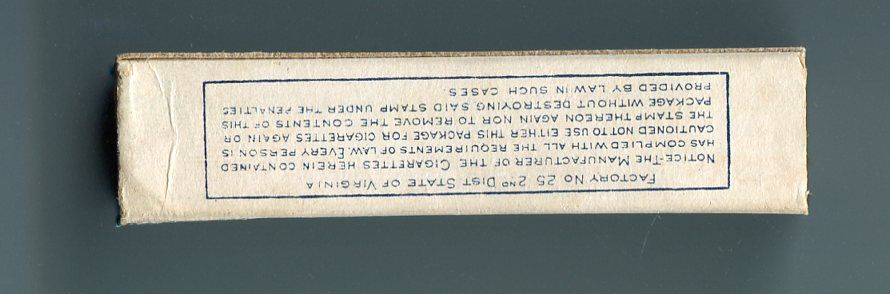 FACTORY NO 25 2ND DIST STATE OF VIRGINIA
NOTICE-THE MANUFACTURER OF THE CIGARETTES HEREIN CONTAINED
HAS COMPLIED WITH ALL THE REQUIREMENTS OF LAW. EVERY PERSON IS
CAUTIONED NOT TO USE EITHER THIS PACKAGE FOR CIGARETTES AGAIN OR
THE STAMP THEREON AGAIN NOR TO REMOVE THE CONTENTS OF THIS
PACKAGE WITHOUT DESTROYING SAID STAMP UNDER THE PENALTIES
PROVIDED BY LAW IN SUCH CASES.